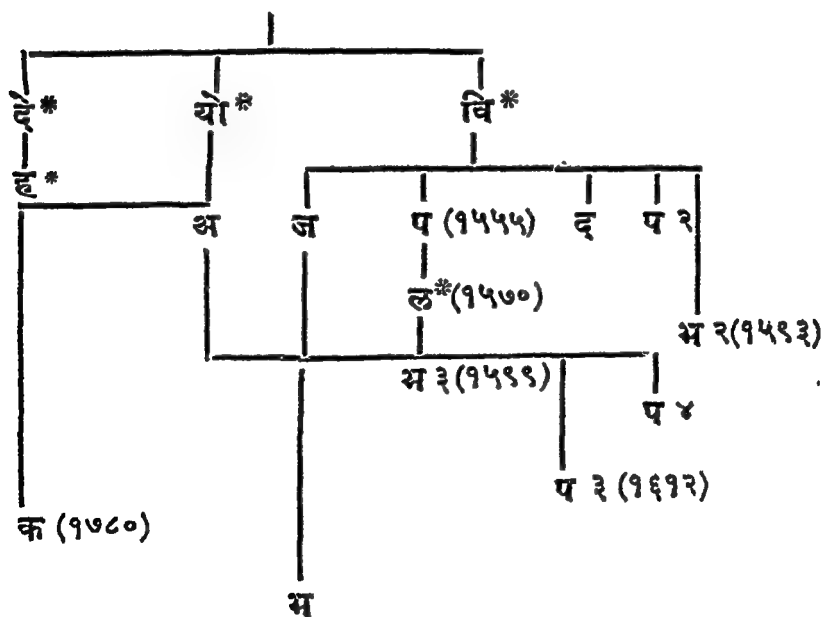 यो* वि*
अ ज प (१५५५) द् प २
ल* (१५७०)
भ २(१५९३)
भ ३(१५९९)
प ४
प ३(१६१२)
क (१७८०)
भ